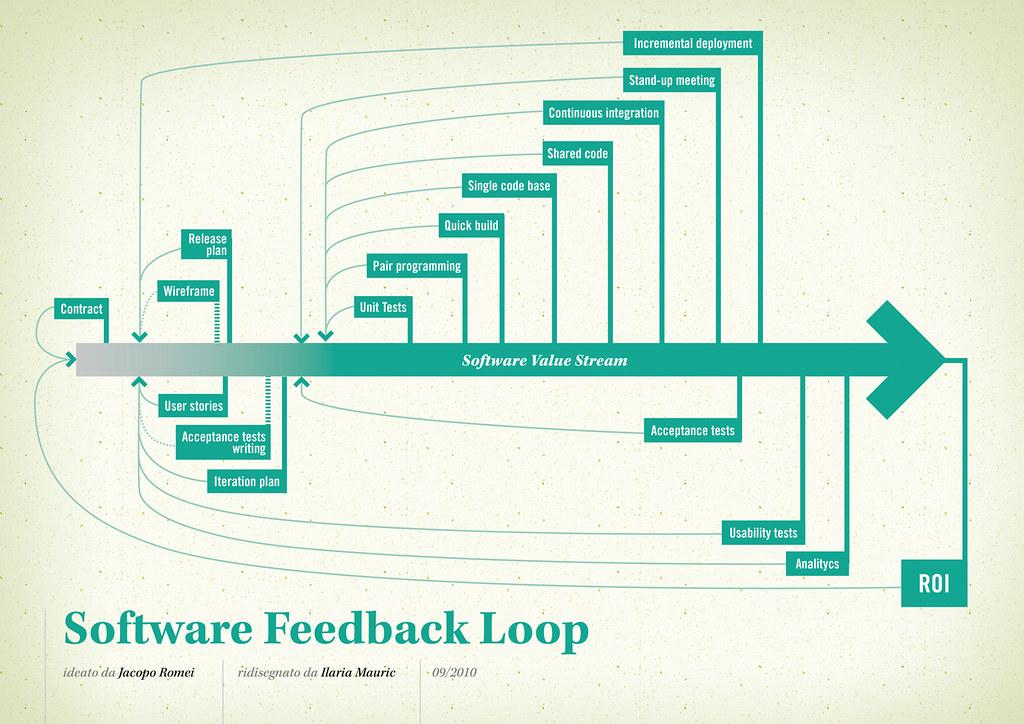 Incremental deployment
Stand-up meeting
Continuous integration
Shared code
Single code base
Quick build
Release
plan
Pair programming
Wireframe
Contract
Unit Tests
Software Value Stream
User stories
Acceptance tests
writing
Acceptance tests
Iteration plan
Usability tests
Analitycs
ROI
Software Feedback Loop
ideato da Jacopo Romei
ridisegnato da Ilaria Mauric
09/2010